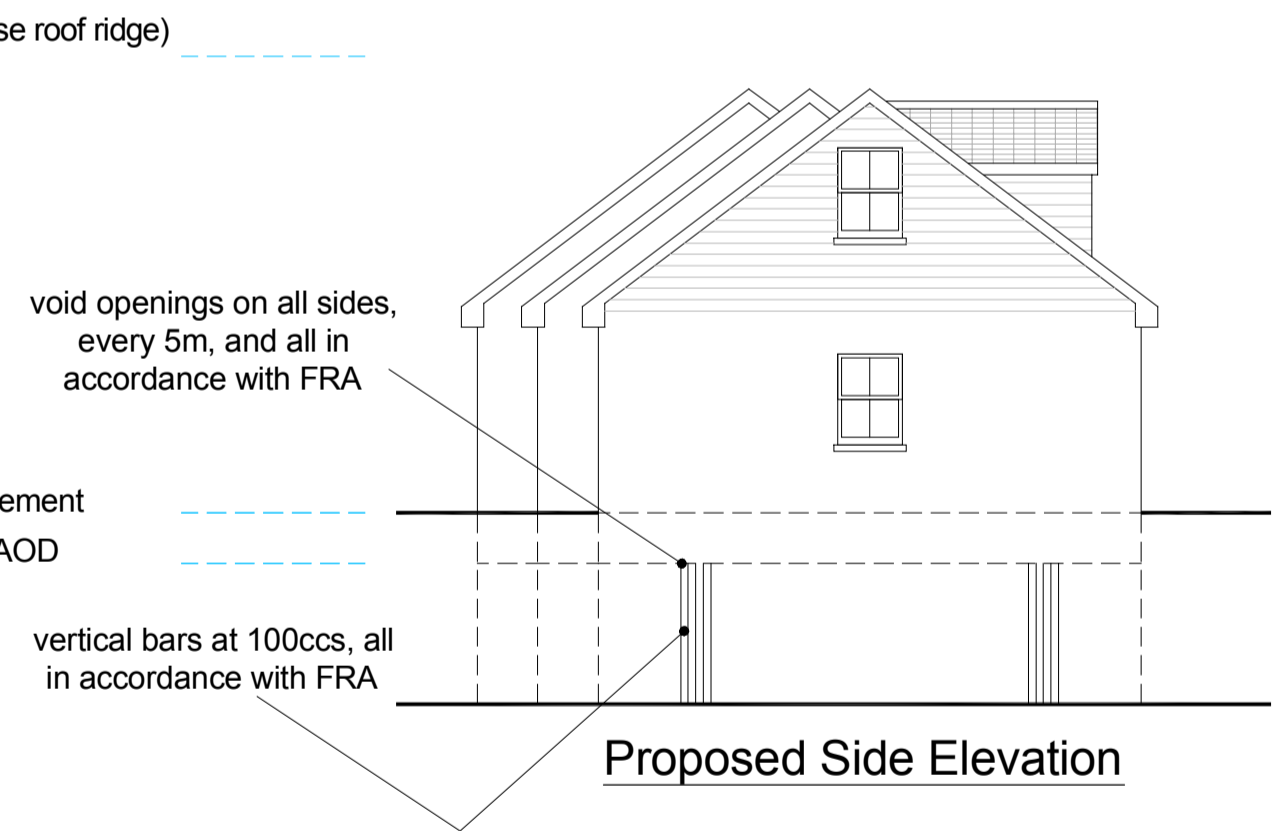 se roof ridge)
void openings on all sides,
every 5m, and all in
accordance with FRA
ement
AOD
vertical bars at 100ccs, all
in accordance with FRA
Proposed Side Elevation